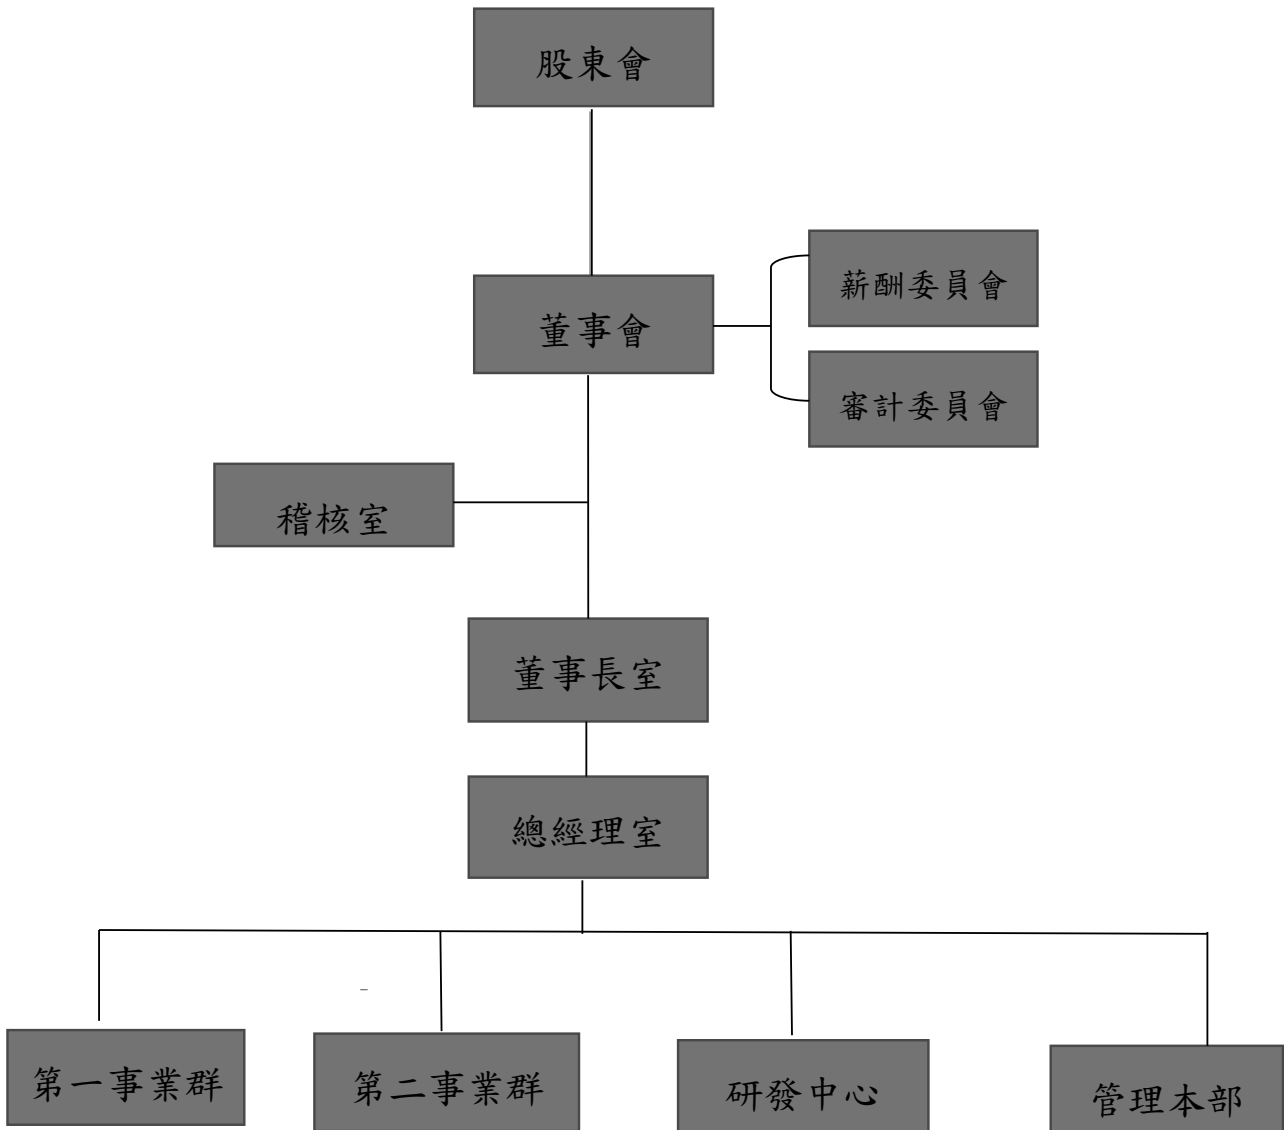 股東會
董事會
薪酬委員會
審計委員會
稽核室
董事長室
總經理室
第一事業群
第二事業群
研發中心
管理本部